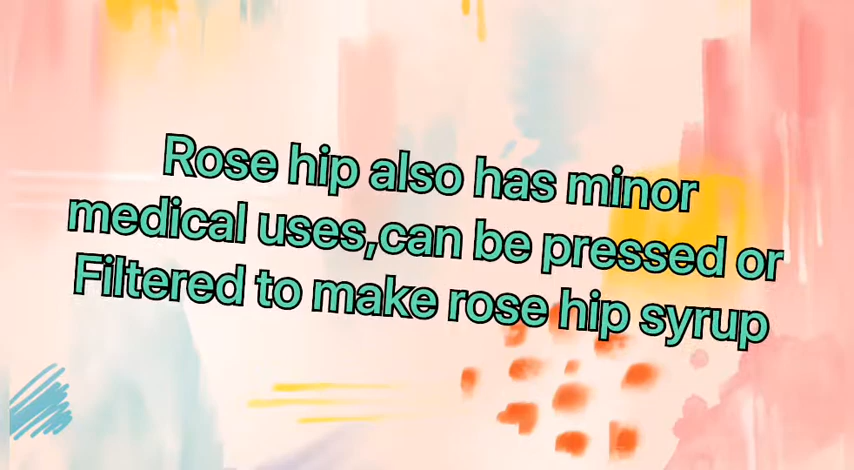 Rose hip also has minor
medical uses,can be pressed or
Filtered to make rose hip syrup